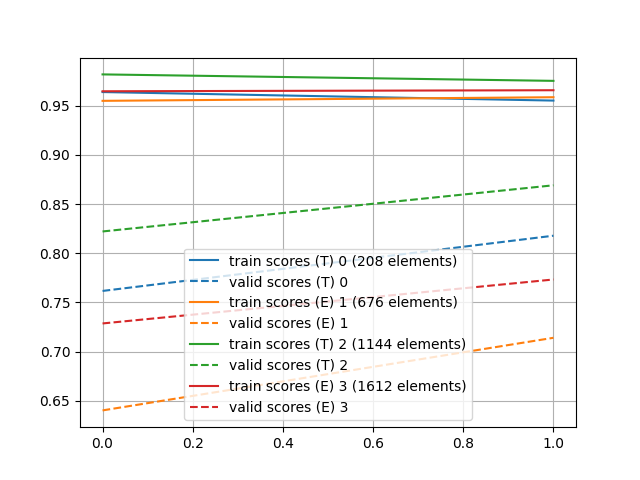 0.95
0.90
0.85
0.80
0.75
0.70
0.65
train scores (T) 0 (208 elements)
valid scores (T) 0
train scores (E) 1 (676 elements)
valid scores (E) 1
train scores (T) 2 (1144 elements)
valid scores (T) 2
train scores (E) 3 (1612 elements)
valid scores (E) 3
0.0 0.2 0.4 0.6 0.8 1.0